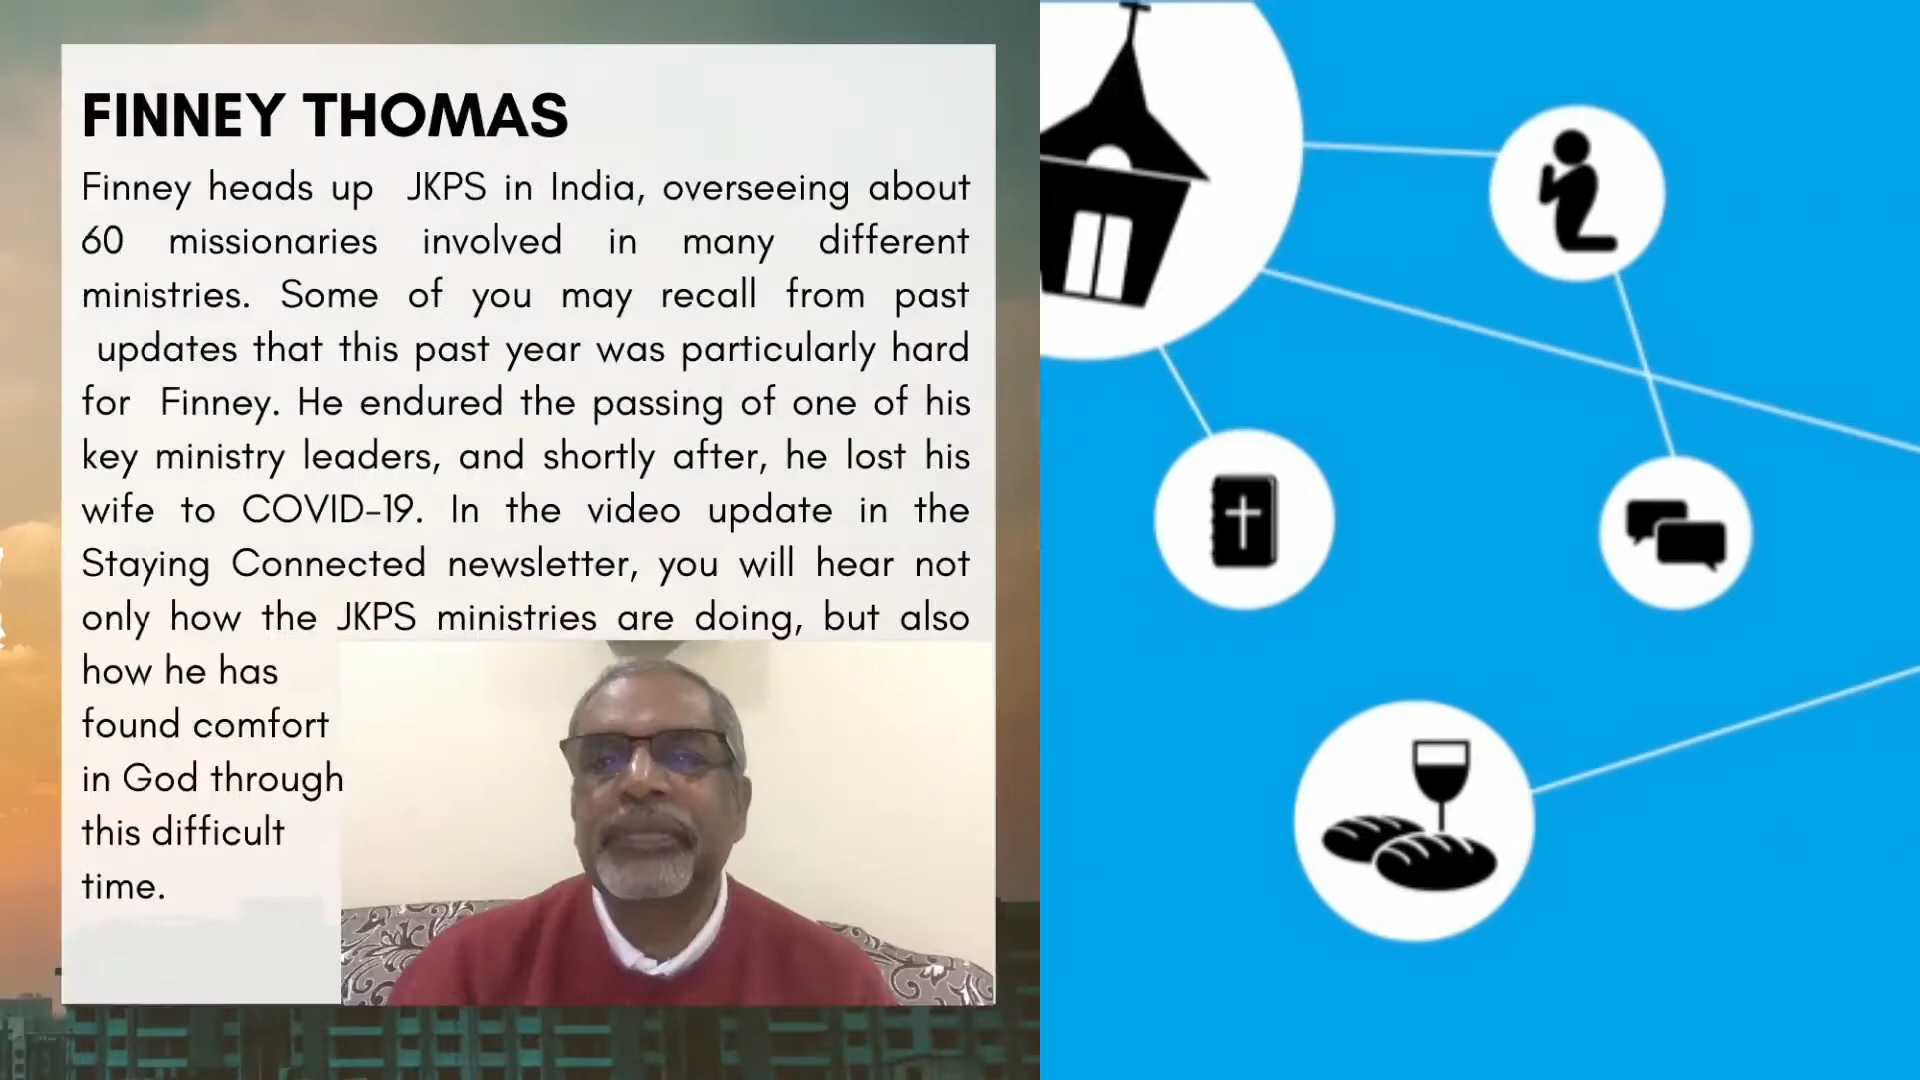 FINNEY THOMAS
Finney heads up JKPS in India, overseeing about
60 missionaries involved in many different
ministries. Some of you may recall from past
updates that this past year was particularly hard
for Finney. He endured the passing of one of his
key ministry leaders, and shortly after, he lost his
wife to COVID-19. In the video update in the
Staying Connected newsletter, you will hear not
only how the JKPS ministries are doing, but also
how he has
found comfort
in God through
this difficult
time.